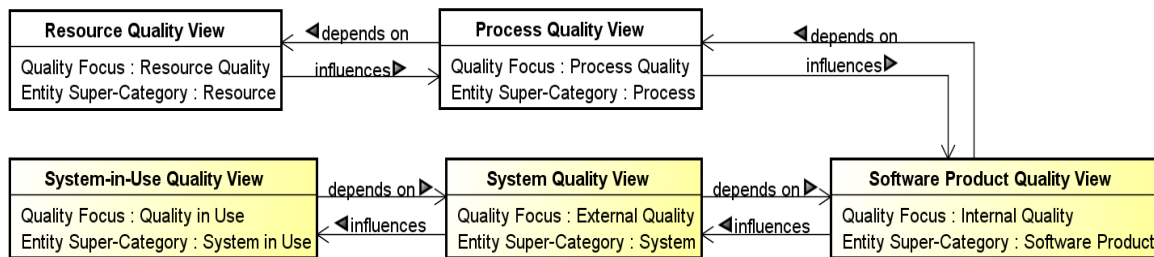 Resource Quality View
Quality Focus : Resource Quality
Entity Super-Category : Resource
depends on
influences
Process Quality View
Quality Focus : Process Quality
Entity Super-Category : Process
depends on
influences
System-in-Use Quality View
Quality Focus : Quality in Use
Entity Super-Category : System in Use
depends on
influences
System Quality View
Quality Focus : External Quality
Entity Super-Category : System
depends on
influences
Software Product Quality View
Quality Focus : Internal Quality
Entity Super-Category : Software Product